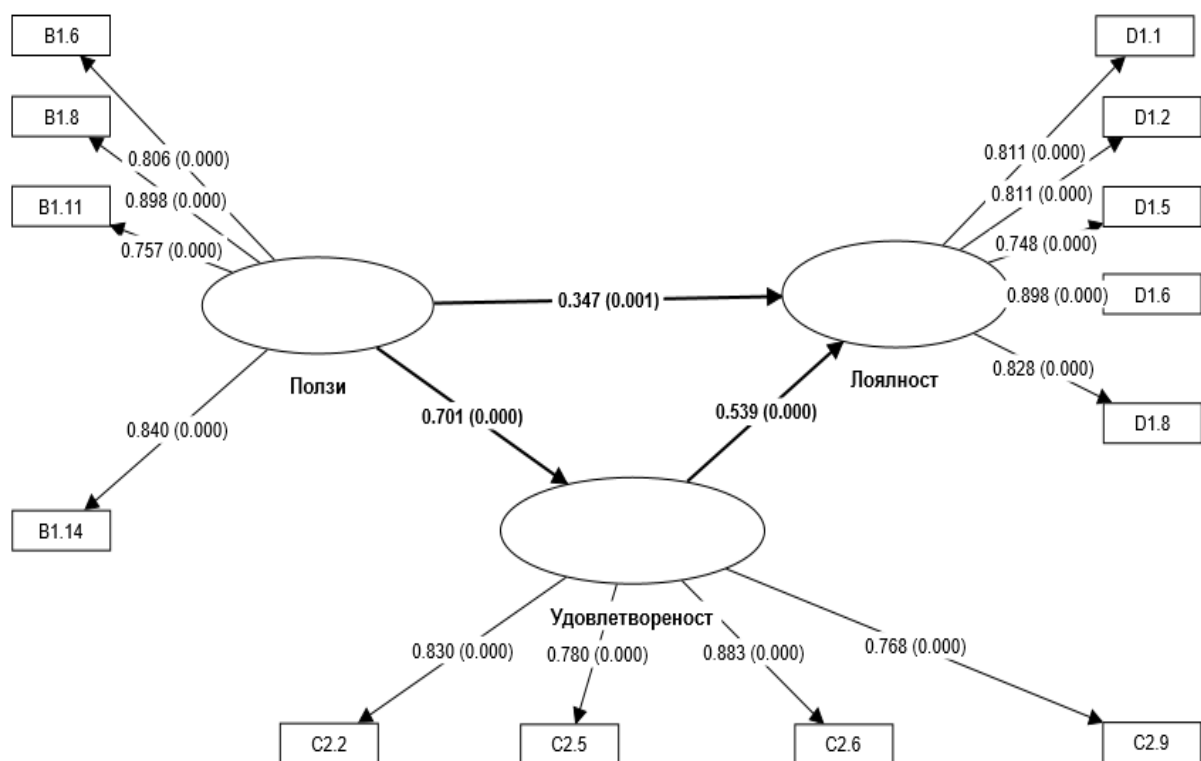 B1.6
D1.1
B1.8
D1.2
0.806 (0.000)
0.811 (0.000)
0.898 (0.000)
0.811 (0.000)
B1.11
D1.5
0.757 (0.000)
0.748 (0.000)
0.347 (0.001)
0.898 (0.000)
D1.6
Ползи
Лоялност
0.828 (0.000)
0.840 (0.000)
0.701 (0.000)
0.539 (0.000)
D1.8
B1.14
Удовлетвореност
0.830 (0.000)
0.780 (0.000)
0.883 (0.000)
0.768 (0.000)
C2.2
C2.5
C2.6
C2.9